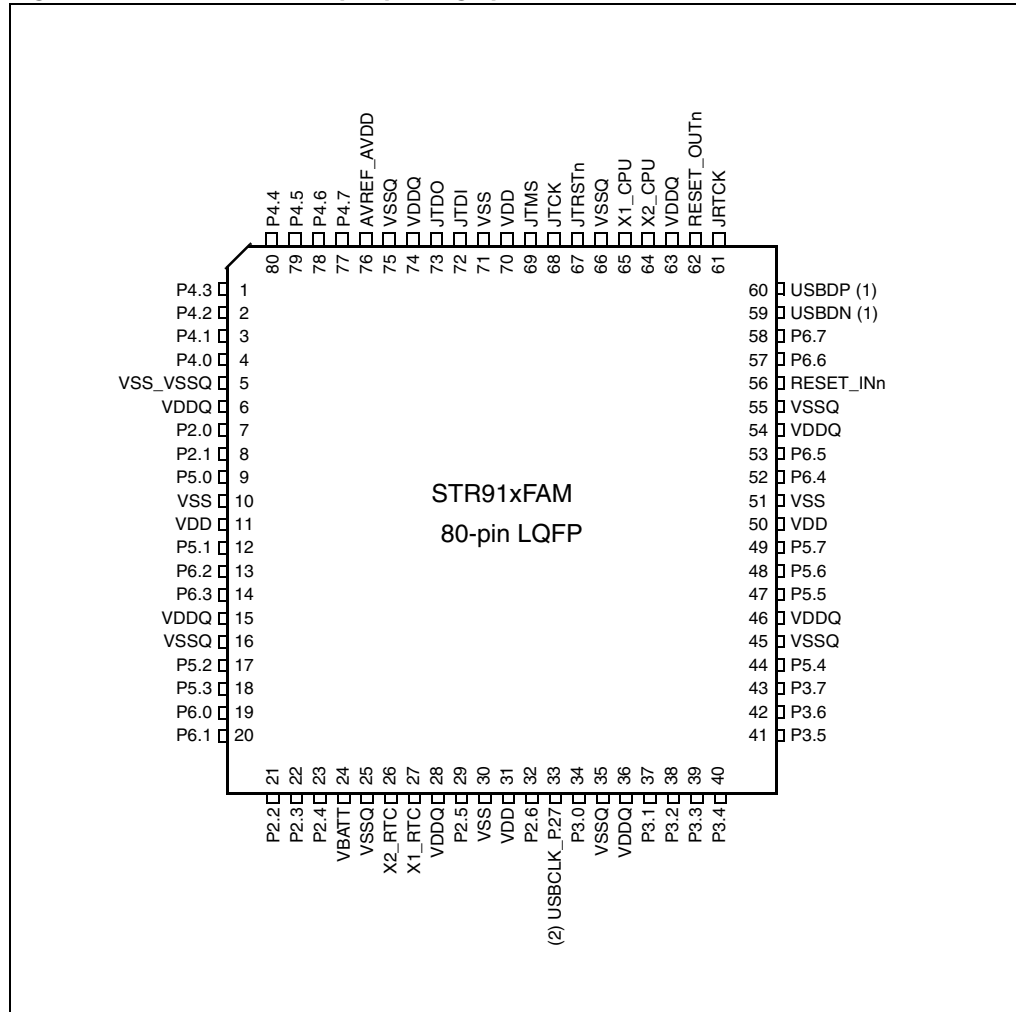 80 P4.4
79 P4.5
78 P4.6
77 P4.7
76 AVREF_AVDD
75 VSSQ
74 VDDQ
73 JTDO
72 JTDI
71 VSS
70 VDD
69 JTMS
68 JTCK
67 JTRSTn
66 VSSQ
65 X1_CPU
64 X2_CPU
63 VDDQ
62 RESET_OUTn
61 JRTCK
P4.3 1
P4.2 2
P4.1 3
P4.0 4
VSS_VSSQ 5
VDDQ 6
P2.0 7
P2.1 8
P5.0 9
VSS 10
VDD 11
P5.1 12
P6.2 13
P6.3 14
VDDQ 15
VSSQ 16
P5.2 17
P5.3 18
P6.0 19
P6.1 20
STR91xFAM
80-pin LQFP
60 USBDP (1)
59 USBDN (1)
58 P6.7
57 P6.6
56 RESET_INn
55 VSSQ
54 VDDQ
53 P6.5
52 P6.4
51 VSS
50 VDD
49 P5.7
48 P5.6
47 P5.5
46 VDDQ
45 VSSQ
44 P5.4
43 P3.7
42 P3.6
41 P3.5
P2.2 21
P2.3 22
P2.4 23
VBATT 24
VSSQ 25
X2_RTC 26
X1_RTC 27
VDDQ 28
P2.5 29
VSS 30
VDD 31
P2.6 32
(2) USBCLK_P2.7 33
P3.0 34
VSSQ 35
VDDQ 36
P3.1 37
P3.2 38
P3.3 39
P3.4 40